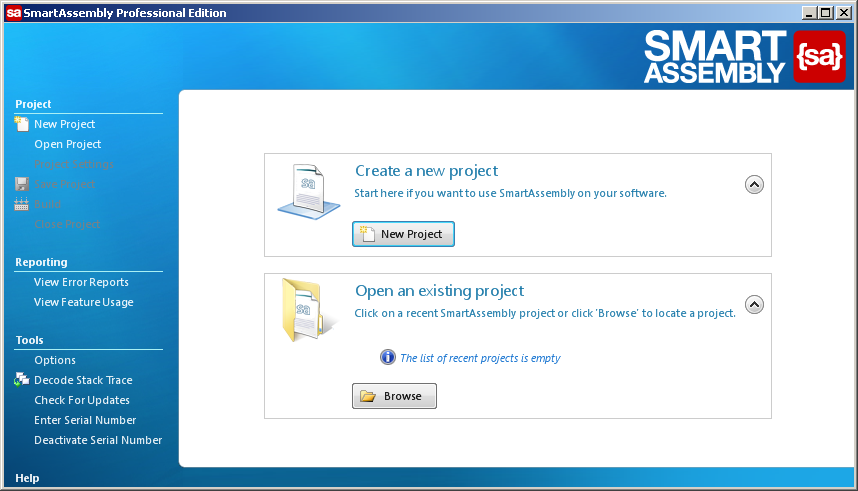 sa SmartAssembly Professional Edition
SMART
ASSEMBLY
{sa}
Project
New Project
Open Project
Project Settings
Save Project
Build
Close Project
Reporting
View Error Reports
View Feature Usage
Tools
Options
Decode Stack Trace
Check For Updates
Enter Serial Number
Deactivate Serial Number
Help
sa
Create a new project
Start here if you want to use SmartAssembly on your software.
New Project
sa
Open an existing project
Click on a recent SmartAssembly project or click 'Browse' to locate a project.
The list of recent projects is empty
Browse